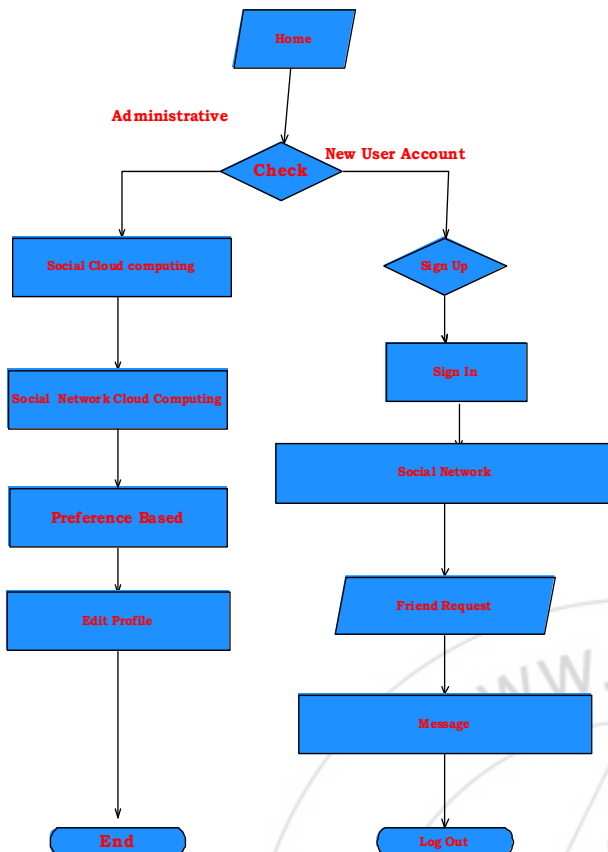 Home
Administrative
New User Account
Check
Social Cloud computing
Sign Up
Sign In
Social Network Cloud Computing
Social Network
Preference Based
Friend Request
Edit Profile
Message
End
Log Out
WW.